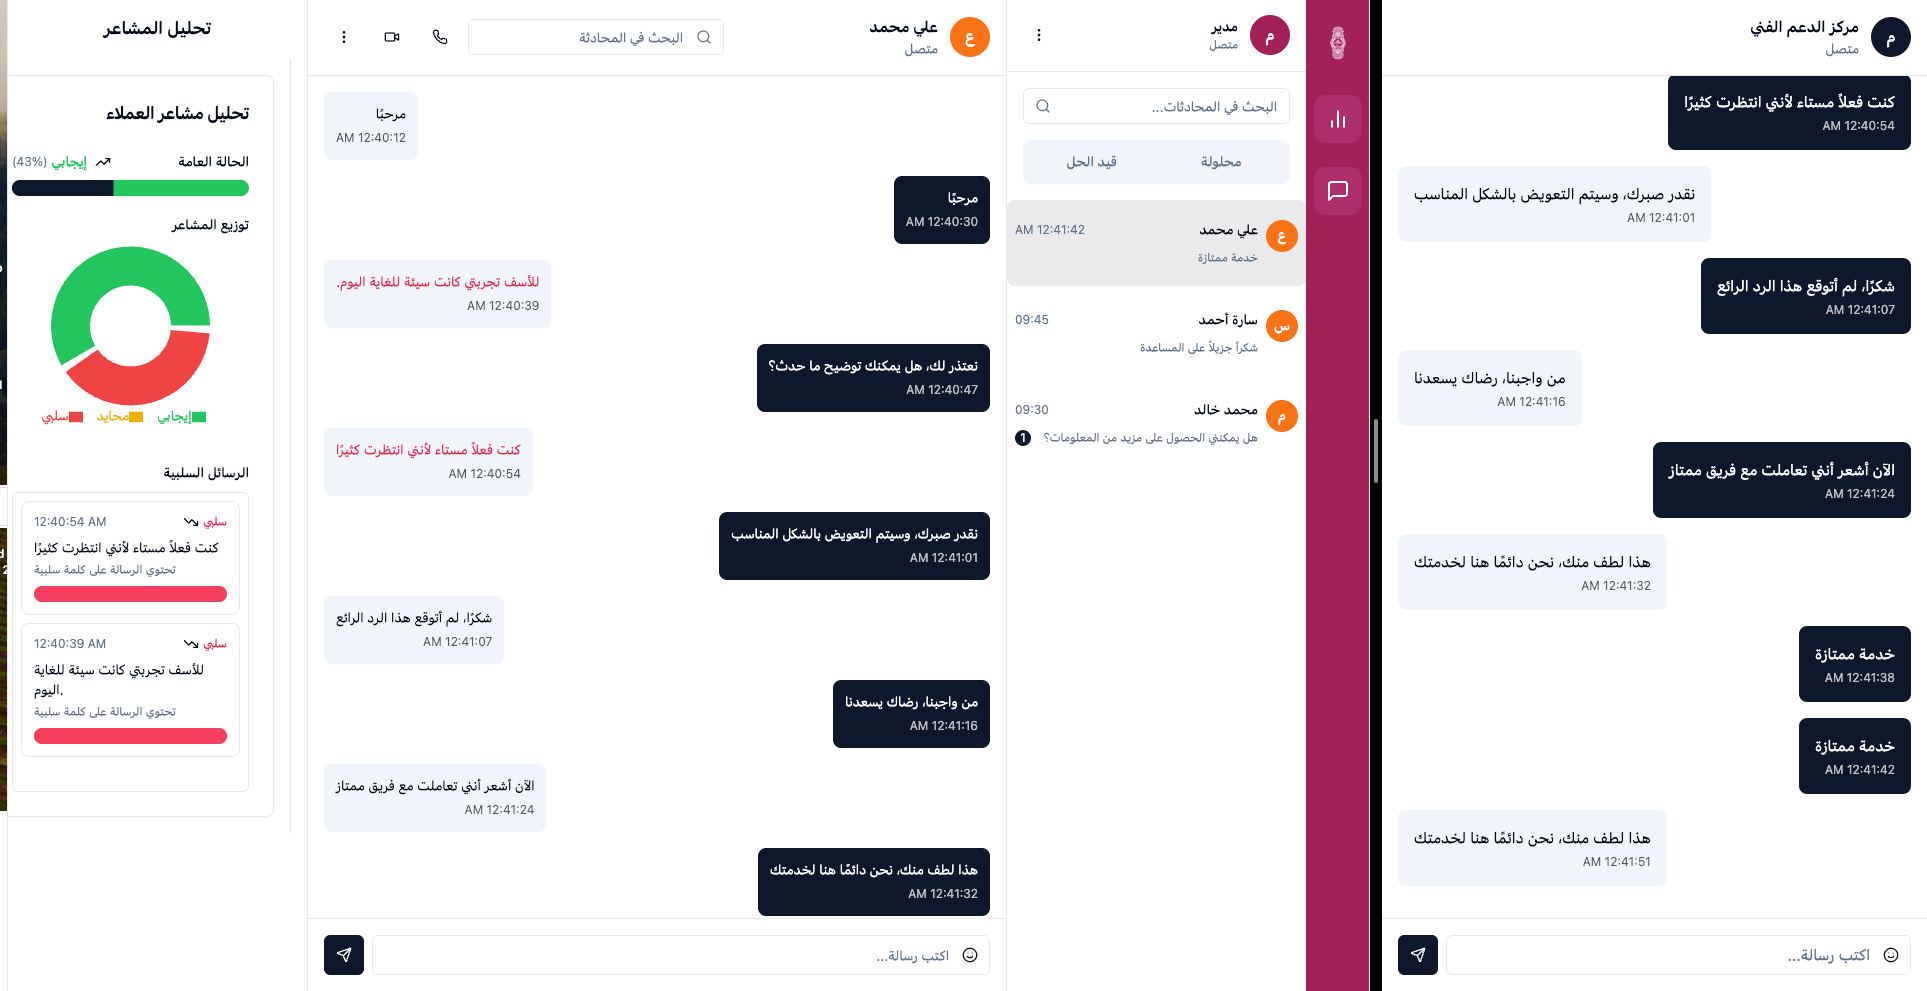 مركز الدعم الفني
متصل
م
كنت فعلاً مستاء لأنني انتظرت كثيرًا
12:40:54 AM
نقدر صبرك، وسيتم التعويض بالشكل المناسب
12:41:01 AM
شكرًا، لم أتوقع هذا الرد الرائع
12:41:07 AM
من واجبنا، رضاك يسعدنا
12:41:16 AM
الآن أشعر أنني تعاملت مع فريق ممتاز
12:41:24 AM
هذا لطف منك، نحن دائمًا هنا لخدمتك
12:41:32 AM
خدمة ممتازة
12:41:38 AM
خدمة ممتازة
12:41:42 AM
هذا لطف منك، نحن دائمًا هنا لخدمتك
12:41:51 AM
اكتب رسالة...
م
مدير
متصل
البحث في المحادثات...
محلولة
قيد الحل
ع
علي محمد
12:41:42 AM
خدمة ممتازة
س
سارة أحمد
09:45
شكراً جزيلاً على المساعدة
م
محمد خالد
09:30
هل يمكنني الحصول على مزيد من المعلومات؟
1
ع
علي محمد
متصل
البحث في المحادثة
مرحبًا
12:40:12 AM
مرحبًا
12:40:30 AM
للأسف تجربتي كانت سيئة للغاية اليوم.
12:40:39 AM
نعتذر لك، هل يمكنك توضيح ما حدث؟
12:40:47 AM
كنت فعلاً مستاء لأنني انتظرت كثيرًا
12:40:54 AM
نقدر صبرك، وسيتم التعويض بالشكل المناسب
12:41:01 AM
شكرًا، لم أتوقع هذا الرد الرائع
12:41:07 AM
من واجبنا، رضاك يسعدنا
12:41:16 AM
الآن أشعر أنني تعاملت مع فريق ممتاز
12:41:24 AM
هذا لطف منك، نحن دائمًا هنا لخدمتك
12:41:32 AM
اكتب رسالة...
تحليل المشاعر
تحليل مشاعر العملاء
الحالة العامة
إيجابي (43%)
توزيع المشاعر
إيجابي
محايد
سلبي
الرسائل السلبية
سلبي
12:40:54 AM
كنت فعلاً مستاء لأنني انتظرت كثيرًا
تحتوي الرسالة على كلمة سلبية
سلبي
12:40:39 AM
للأسف تجربتي كانت سيئة للغاية
اليوم.
تحتوي الرسالة على كلمة سلبية